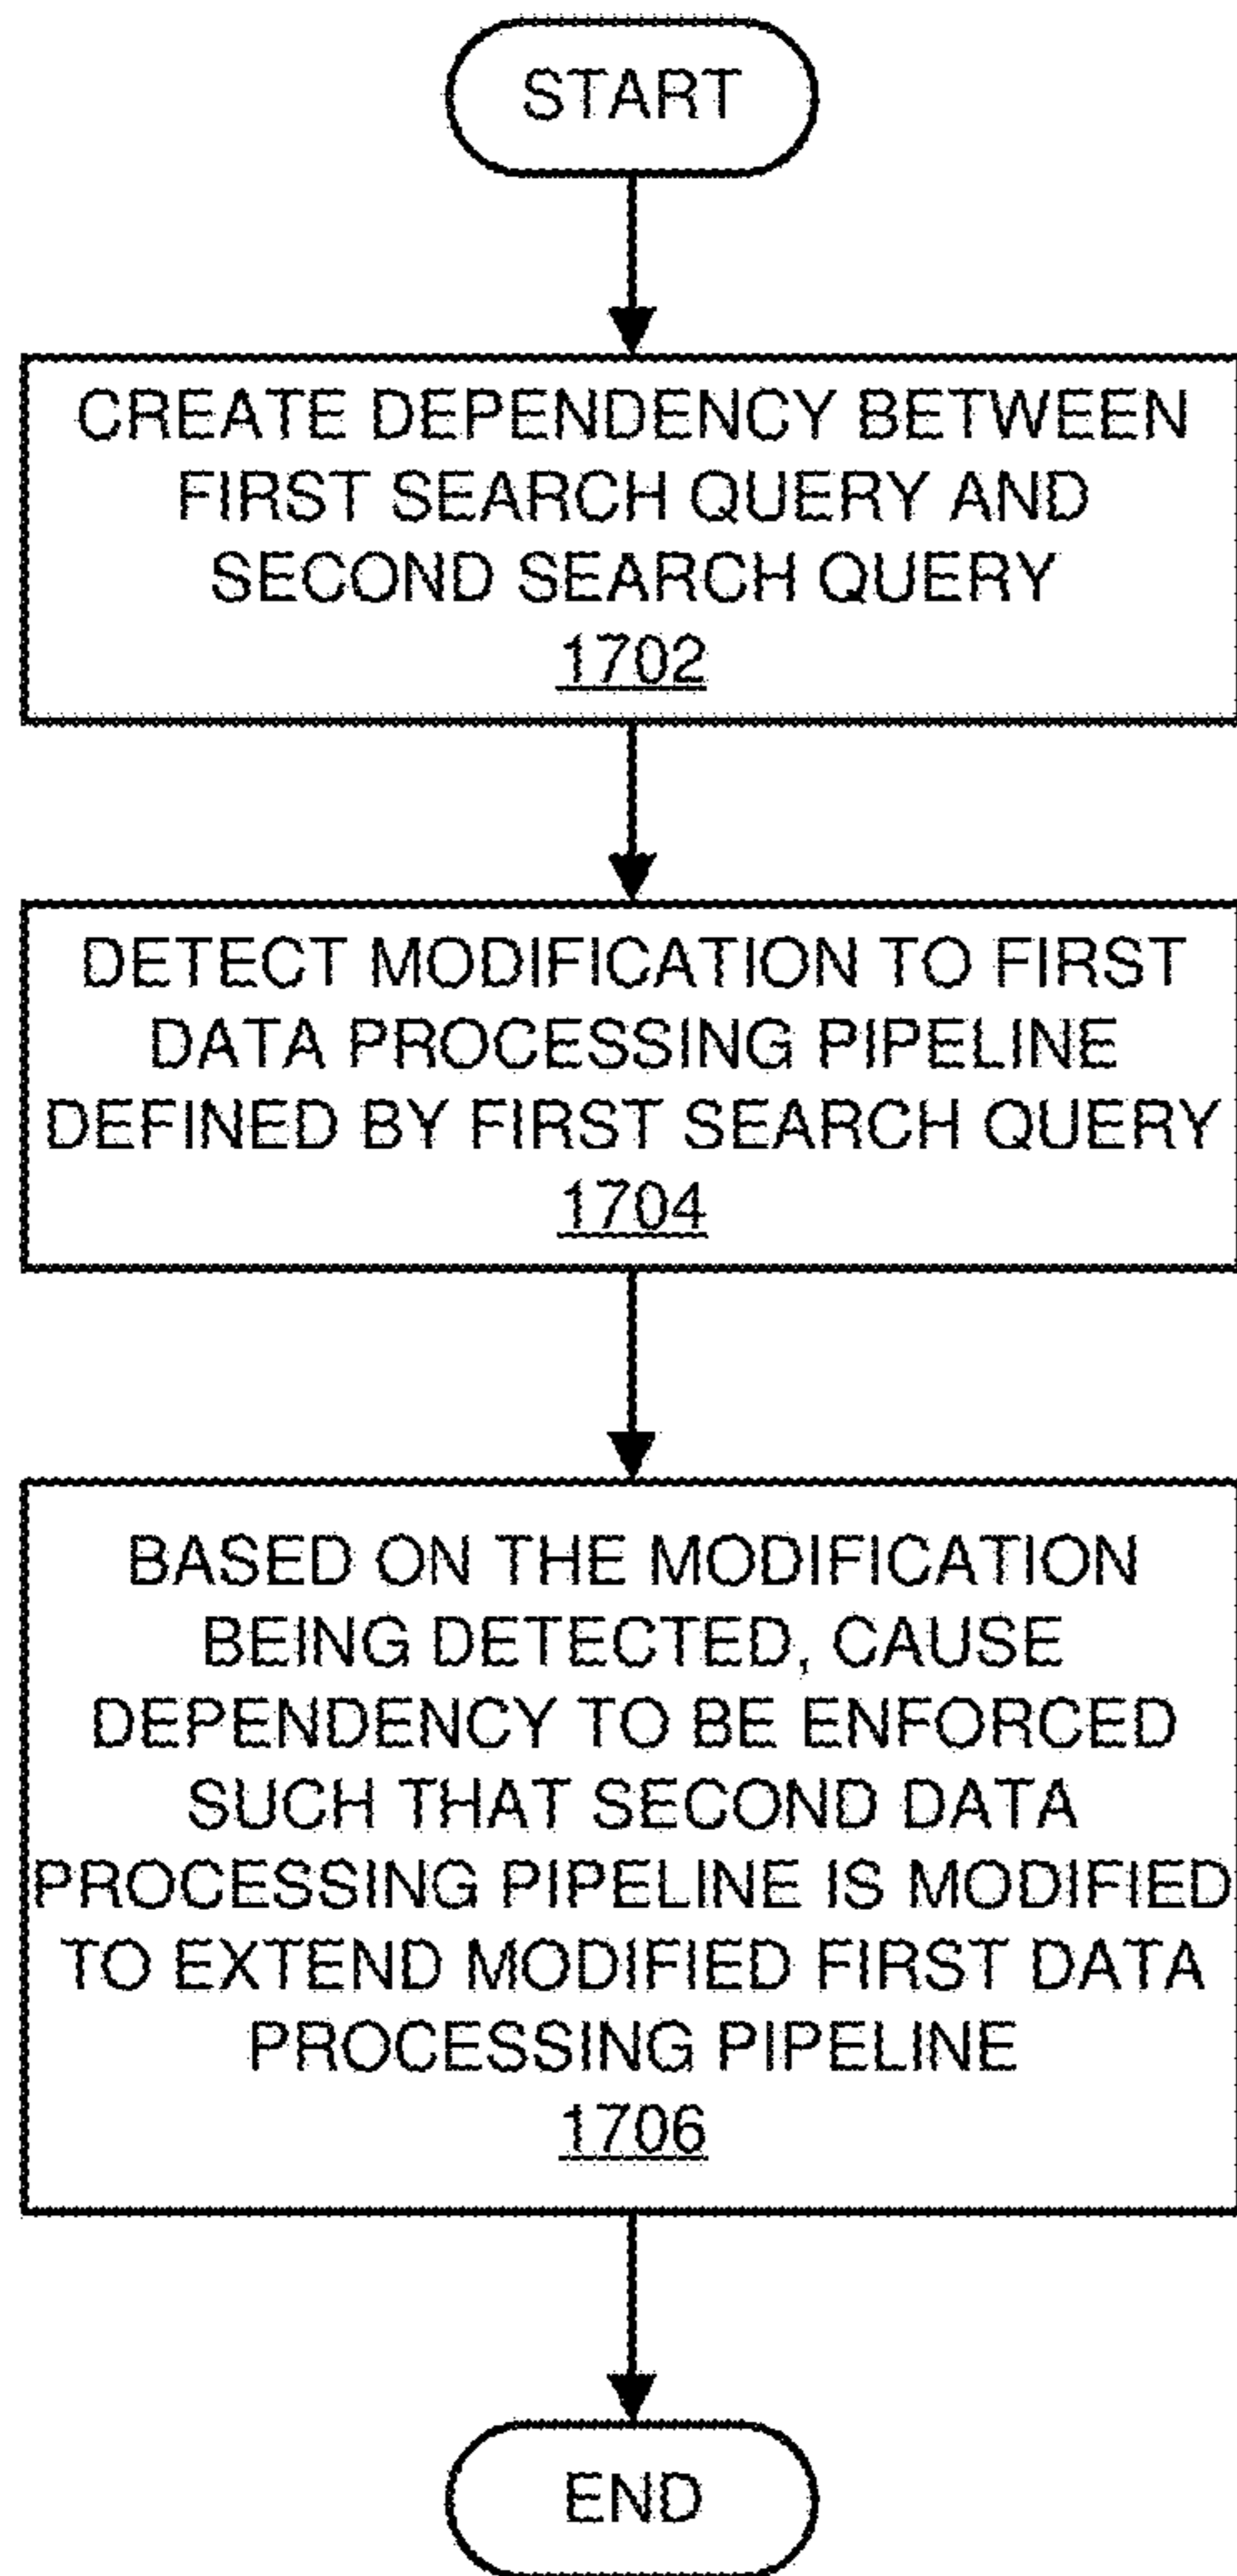 START
CREATE DEPENDENCY BETWEEN
FIRST SEARCH QUERY AND
SECOND SEARCH QUERY
1702
DETECT MODIFICATION TO FIRST
DATA PROCESSING PIPELINE
DEFINED BY FIRST SEARCH QUERY
1704
BASED ON THE MODIFICATION
BEING DETECTED, CAUSE
DEPENDENCY TO BE ENFORCED
SUCH THAT SECOND DATA
PROCESSING PIPELINE IS MODIFIED
TO EXTEND MODIFIED FIRST DATA
PROCESSING PIPELINE
1706
END